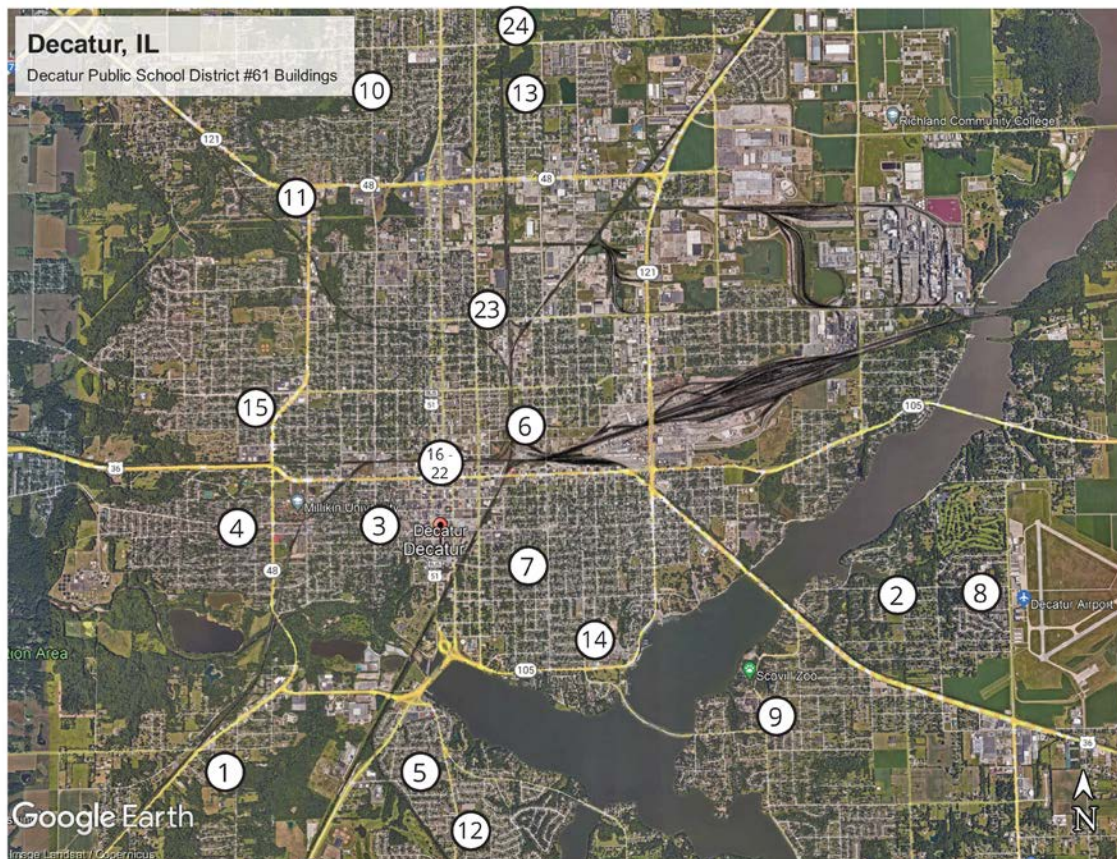 Decatur, IL
Decatur Public School District #61 Buildings
24
10
13
Richland Community College
121
48
48
11
121
23
15
51
105
6
16 -
22
36
Millikin University
4
3
Decatur
Decatur
7
48
51
2
8
Decatur Airport
14
105
Scovill Zoo
9
1
5
36
Google Earth
12
N
Image Landsat / Copernicus